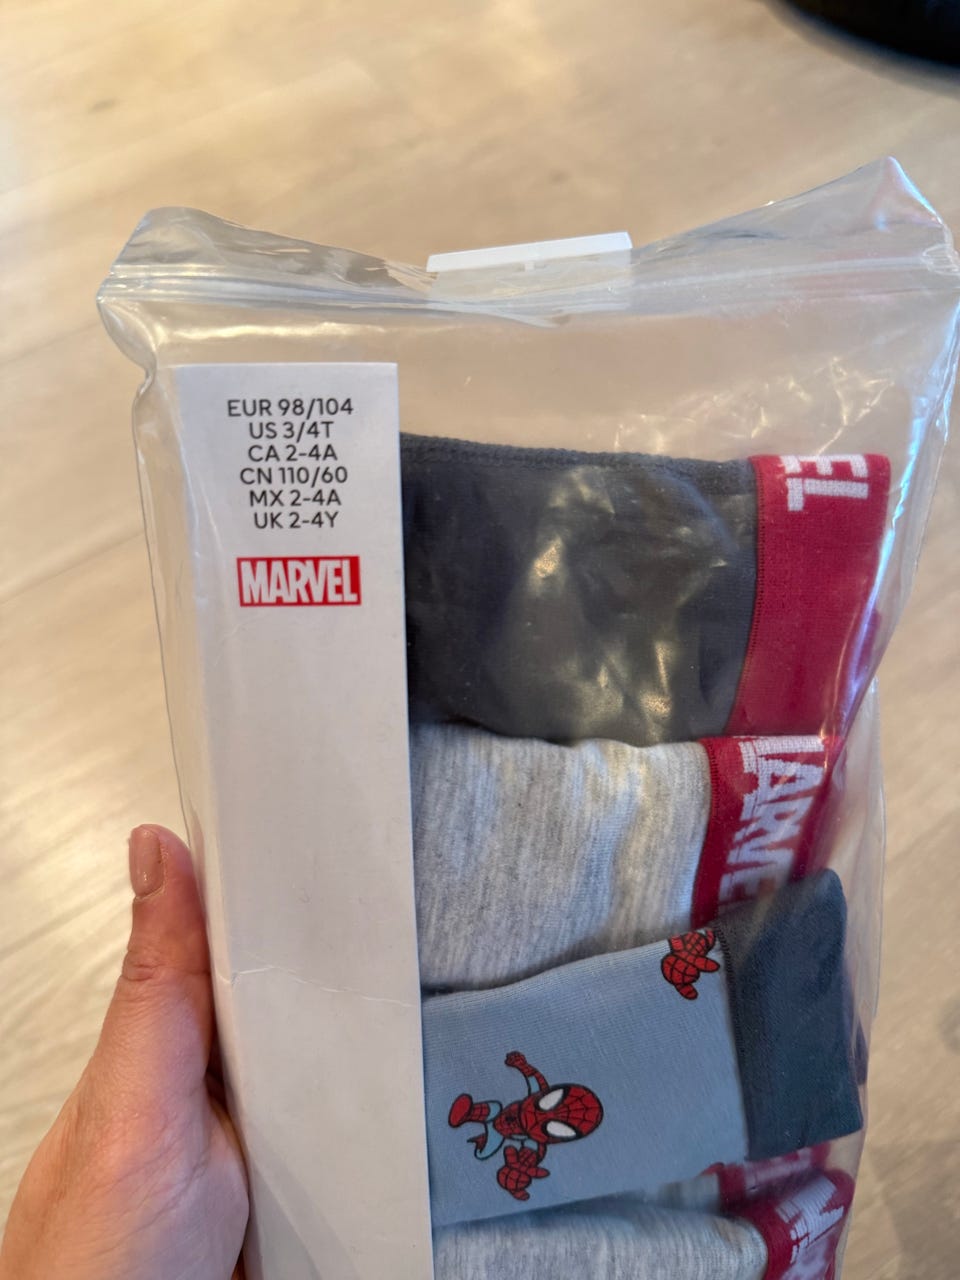 EUR 98/104
US 3/4T
CA 2-4A
CN 110/60
MX 2-4A
UK 2-4Y
MARVEL
EL
MARVEL